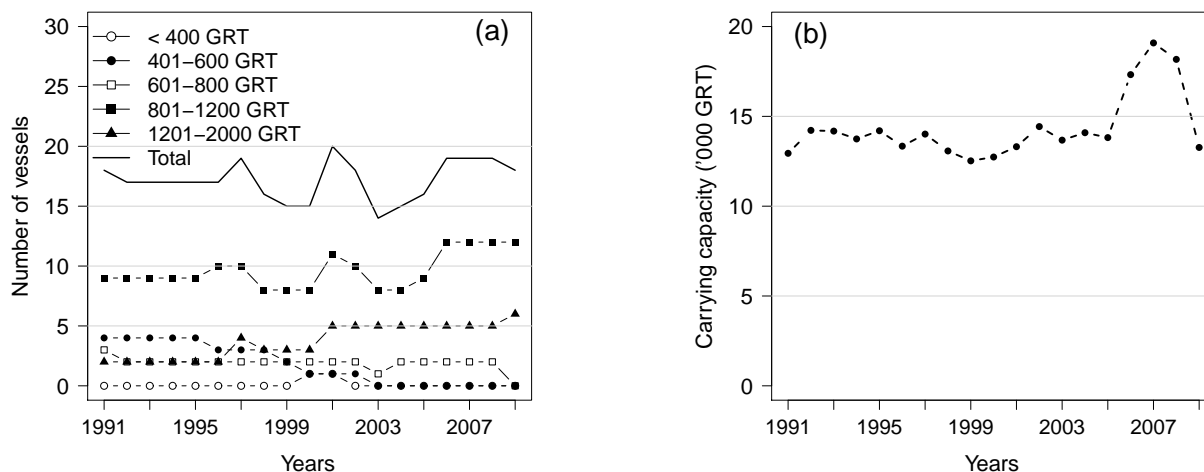 (a)
< 400 GRT
401−600 GRT
601−800 GRT
801−1200 GRT
1201−2000 GRT
Total
30
25
20
15
10
5
0
Number of vessels
1991 1995 1999 2003 2007
Years
(b)
20
15
10
5
0
Carrying capacity ('000 GRT)
1991 1995 1999 2003 2007
Years